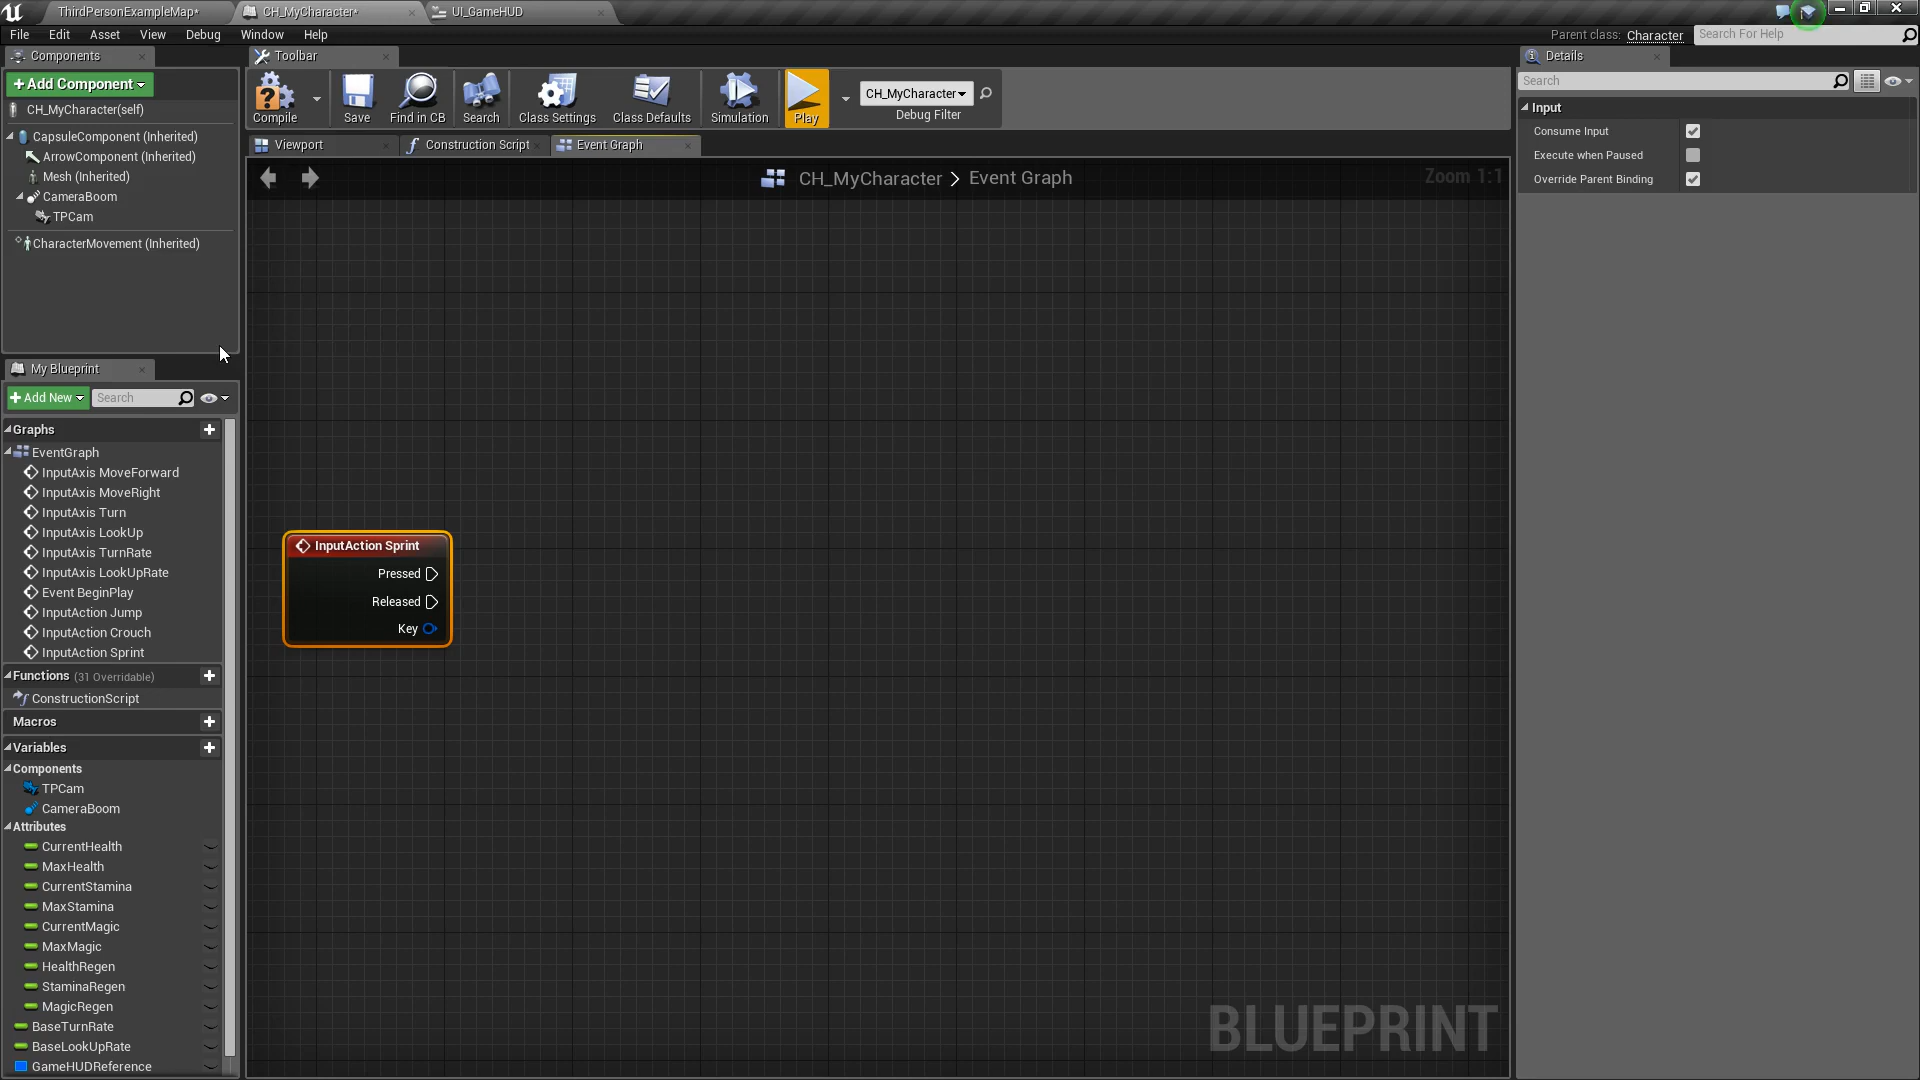 ThirdPersonExampleMap*
CH_MyCharacter*
UI_GameHUD
File Edit Asset View Debug Window Help
Parent class: Character
Search For Help
Components
Toolbar
Details
+Add Component
CH_MyCharacter(self)
CapsuleComponent (Inherited)
ArrowComponent (Inherited)
Mesh (Inherited)
CameraBoom
TPCam
CharacterMovement (Inherited)
Compile
Save
Find in CB
Search
Class Settings
Class Defaults
Simulation
Play
CH_MyCharacter
Debug Filter
Search
Input
Consume Input
Execute when Paused
Override Parent Binding
Viewport
Construction Script
Event Graph
CH_MyCharacter > Event Graph
Zoom 1:1
My Blueprint
+Add New
Search
Graphs
EventGraph
InputAxis MoveForward
InputAxis MoveRight
InputAxis Turn
InputAxis LookUp
InputAxis TurnRate
InputAxis LookUpRate
Event BeginPlay
InputAction Jump
InputAction Crouch
InputAction Sprint
Functions (31 Overridable)
ConstructionScript
Macros
Variables
Components
TPCam
CameraBoom
Attributes
CurrentHealth
MaxHealth
CurrentStamina
MaxStamina
CurrentMagic
MaxMagic
HealthRegen
StaminaRegen
MagicRegen
BaseTurnRate
BaseLookUpRate
GameHUDReference
InputAction Sprint
Pressed
Released
Key
BLUEPRINT